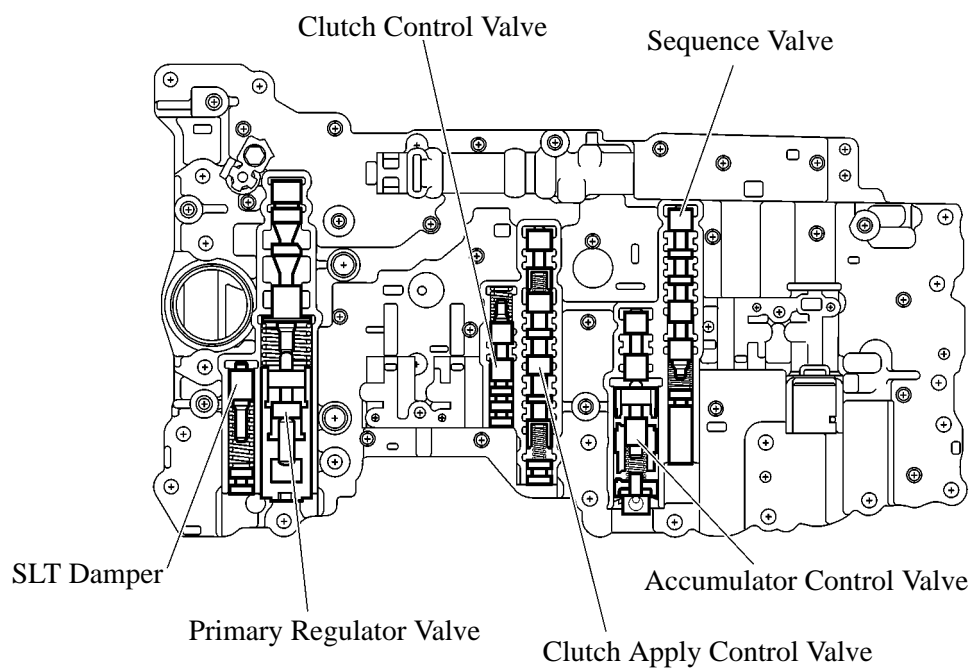 Clutch Control Valve
Sequence Valve
SLT Damper
Accumulator Control Valve
Primary Regulator Valve
Clutch Apply Control Valve